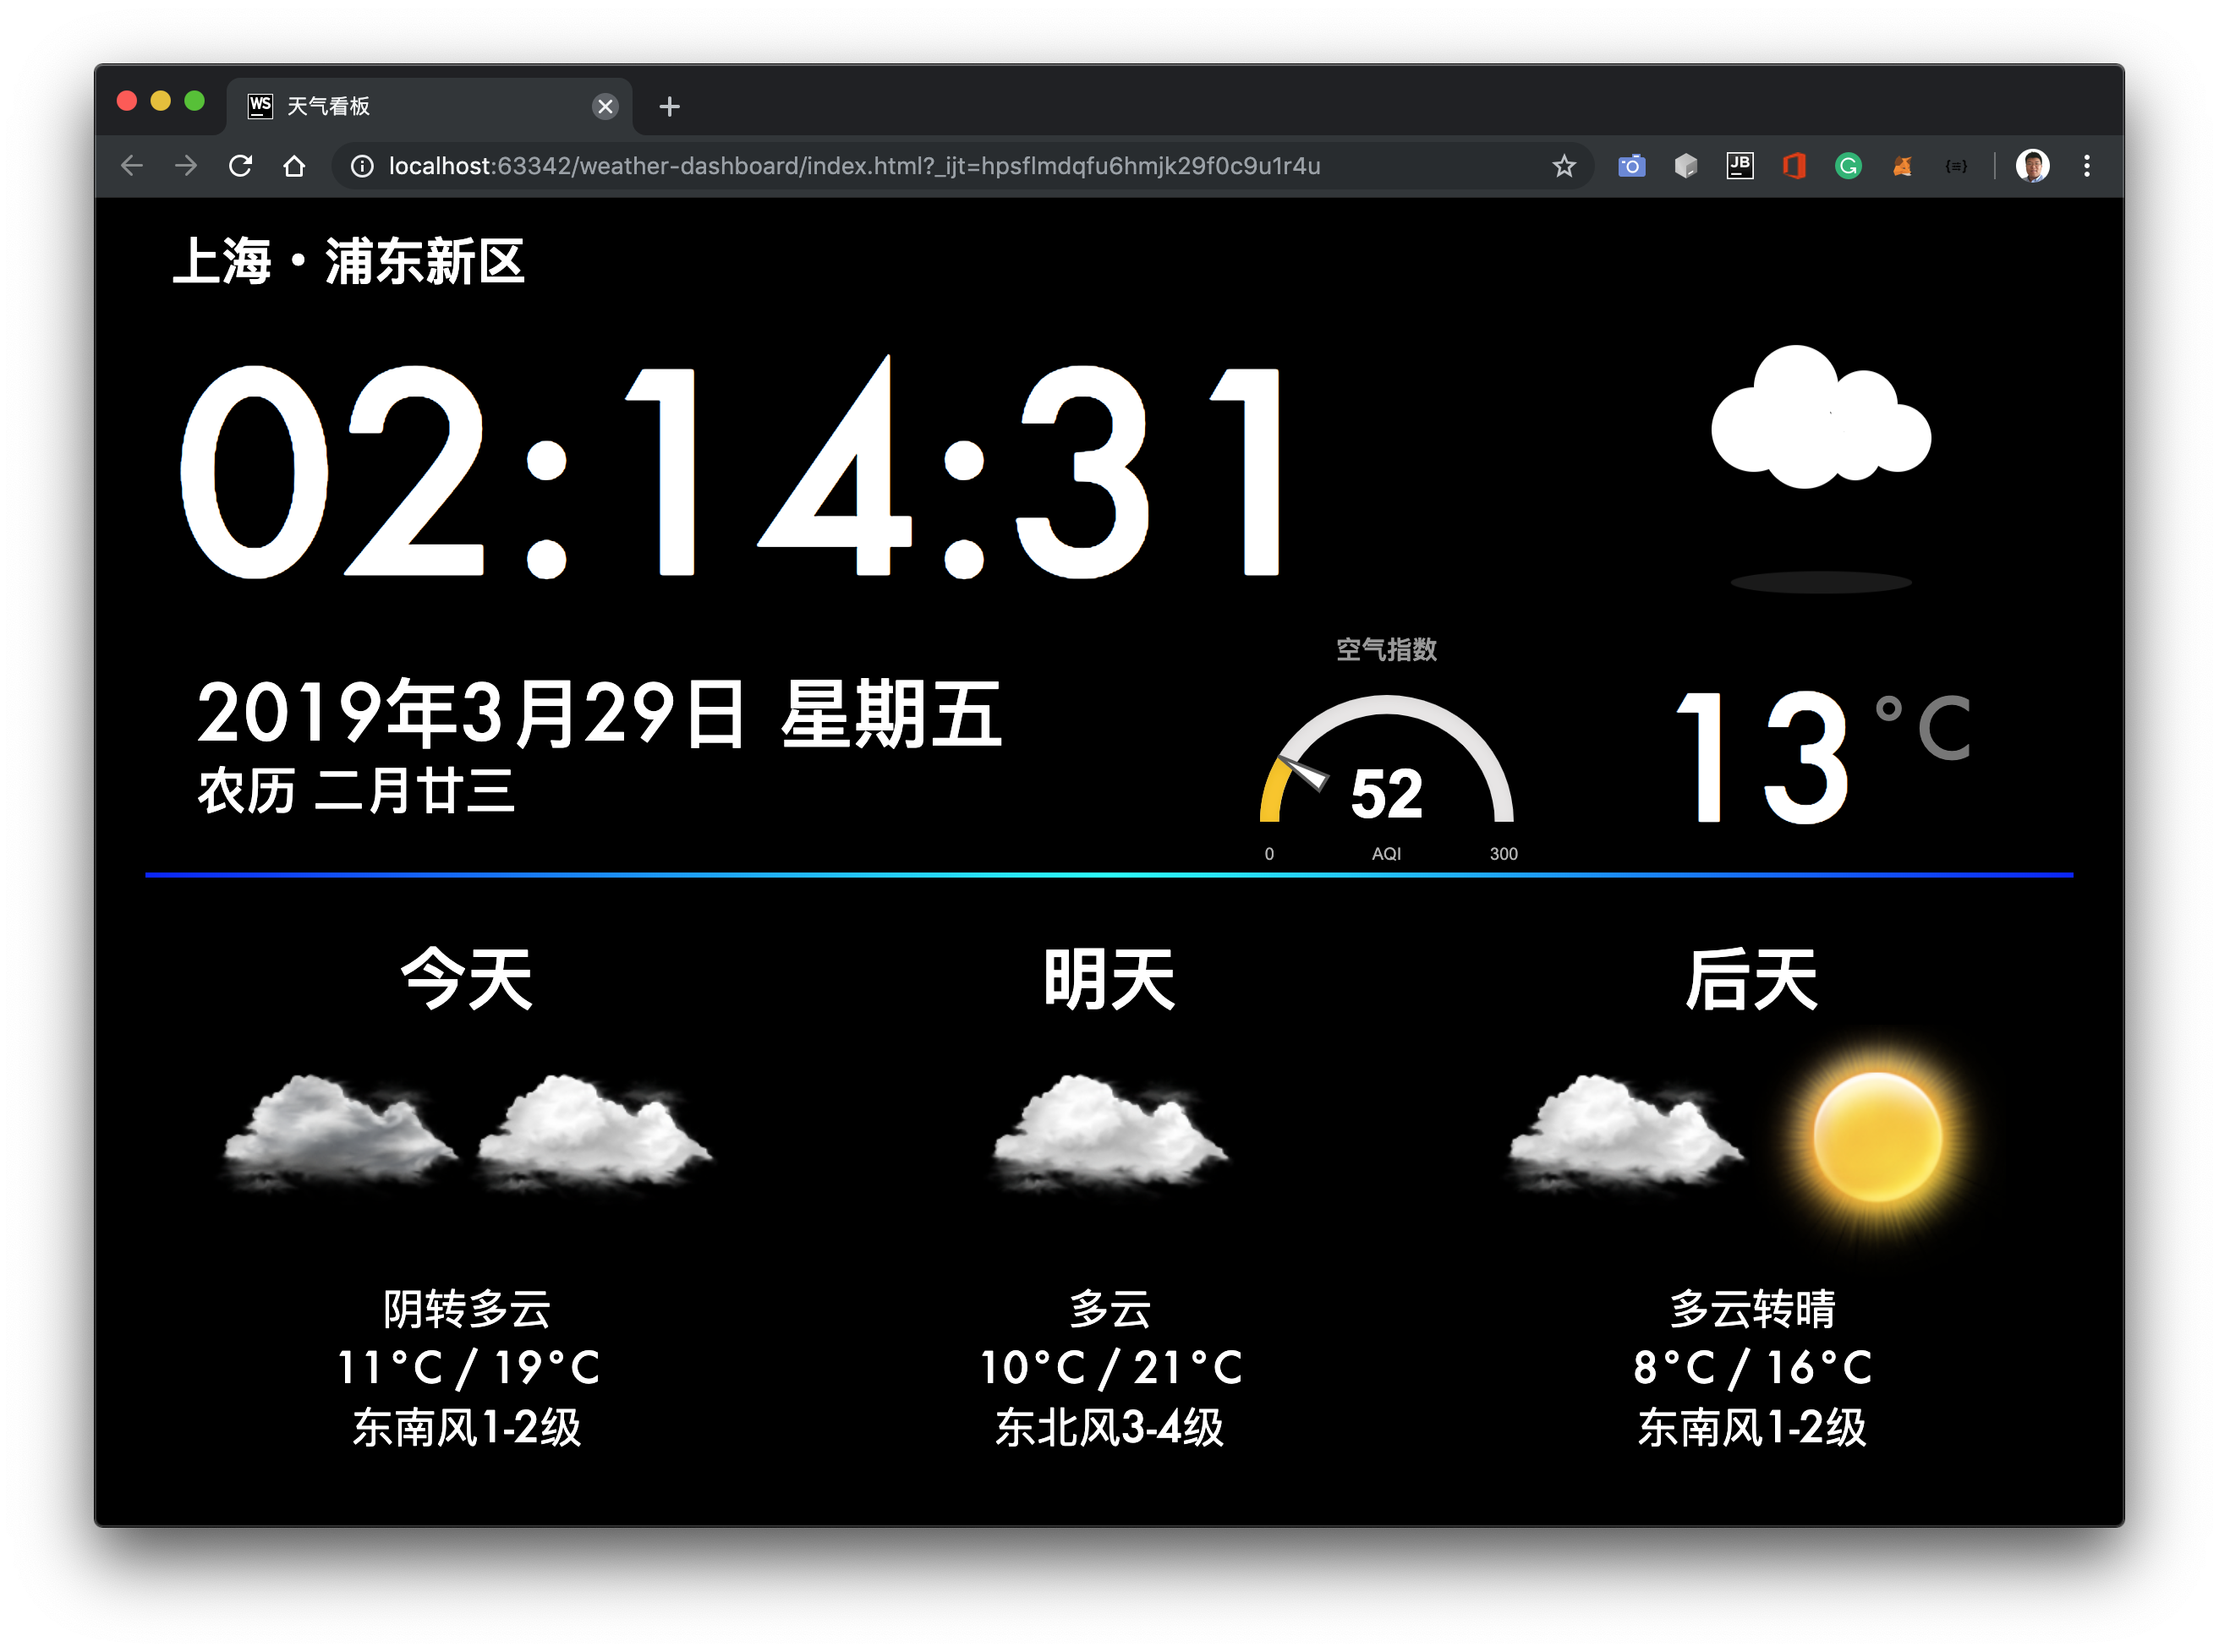 WS 天气看板
localhost:63342/weather-dashboard/index.html?_ijt=hpsflmdqfu6hmjk29f0c9u1r4u
JB
G
{≡}
上海·浦东新区
02:14:31
空气指数
2019年3月29日 星期五
农历 二月廿三
52
0 AQI 300
13°C
今天 明天 后天
阴转多云 多云 多云转晴
11°C / 19°C 10°C / 21°C 8°C / 16°C
东南风1-2级 东北风3-4级 东南风1-2级